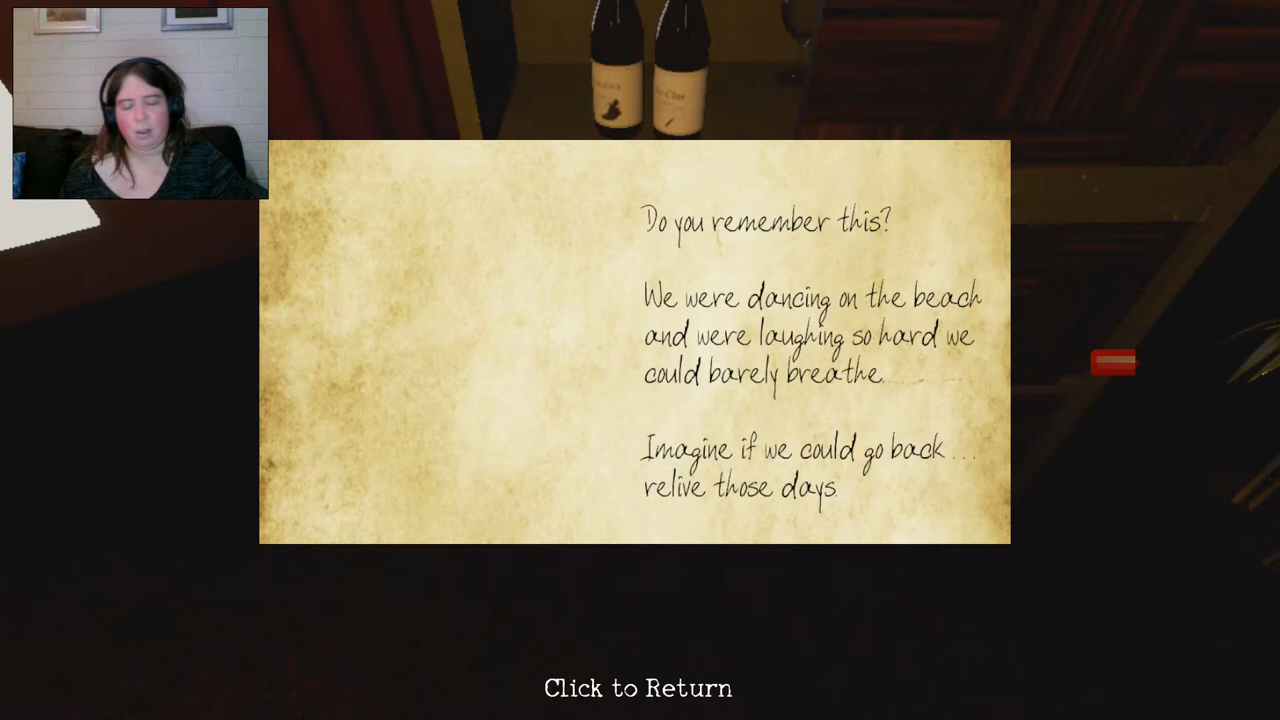 Do you remember this?
We were dancing on the beach
and were laughing so hard we
could barely breathe.
Imagine if we could go back...
relive those days.
Click to Return